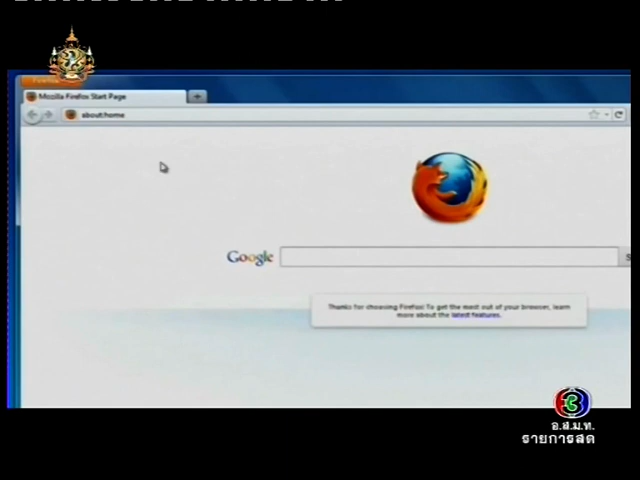 Firefox
Mozilla Firefox Start Page
about:home
Google
Thanks for choosing Firefox! To get the most out of your browser, learn
more about the latest features.
3
อ.ส.ม.ท.
รายการสด